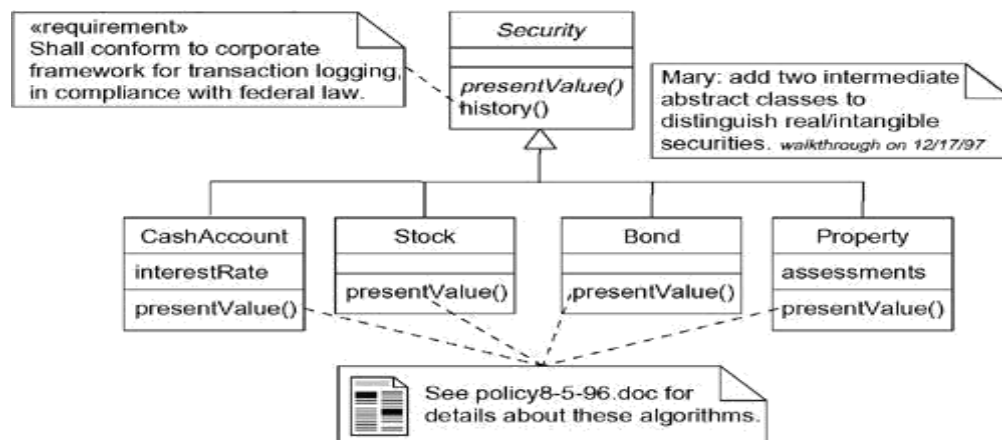 «requirement»
Shall conform to corporate
framework for transaction logging,
in compliance with federal law.
Security
presentValue()
history()
Mary: add two intermediate
abstract classes to
distinguish real/intangible
securities. walkthrough on 12/17/97
CashAccount
interestRate
presentValue()
Stock
presentValue()
Bond
presentValue()
Property
assessments
presentValue()
See policy8-5-96.doc for
details about these algorithms.